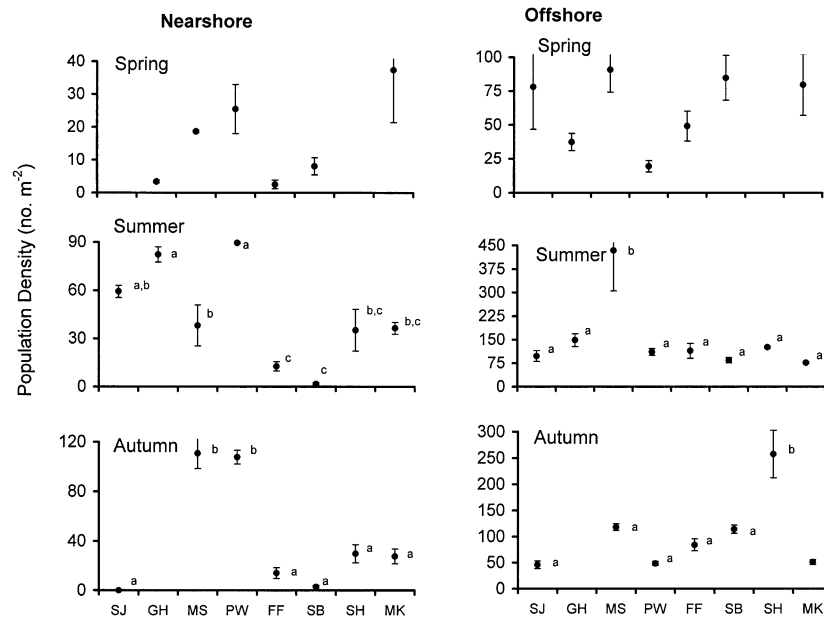 Nearshore Offshore
Population Density (no. m-2)
Spring
40
30
20
10
0
Spring
100
75
50
25
0
Summer
90
60
30
0
a,b
a
b
a
c
c
b,c
b,c
Summer
450
375
300
225
150
75
0
a
a
b
a
a
a
a
a
Autumn
120
80
40
0
a
b
b
a
a
a
a
SJ GH MS PW FF SB SH MK
Autumn
300
250
200
150
100
50
0
a
a
a
a
a
b
SJ GH MS PW FF SB SH MK